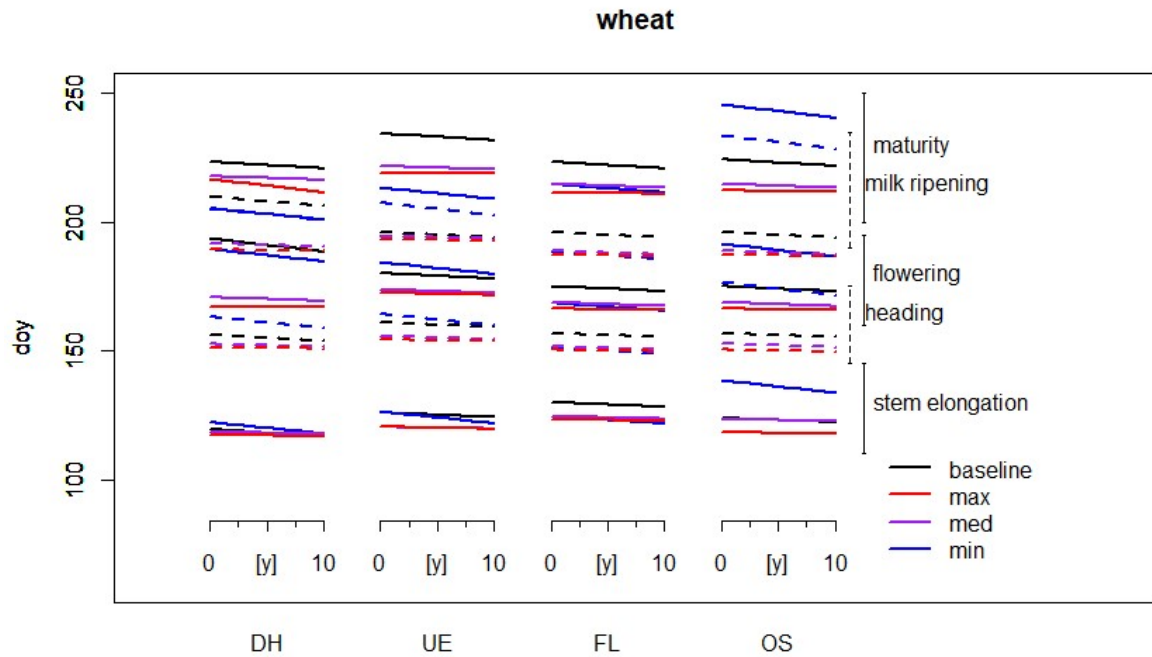 wheat
doy
250
200
150
100
maturity
milk ripening
flowering
heading
stem elongation
baseline
max
med
min
0 [y] 10 0 [y] 10 0 [y] 10 0 [y] 10
DH UE FL OS